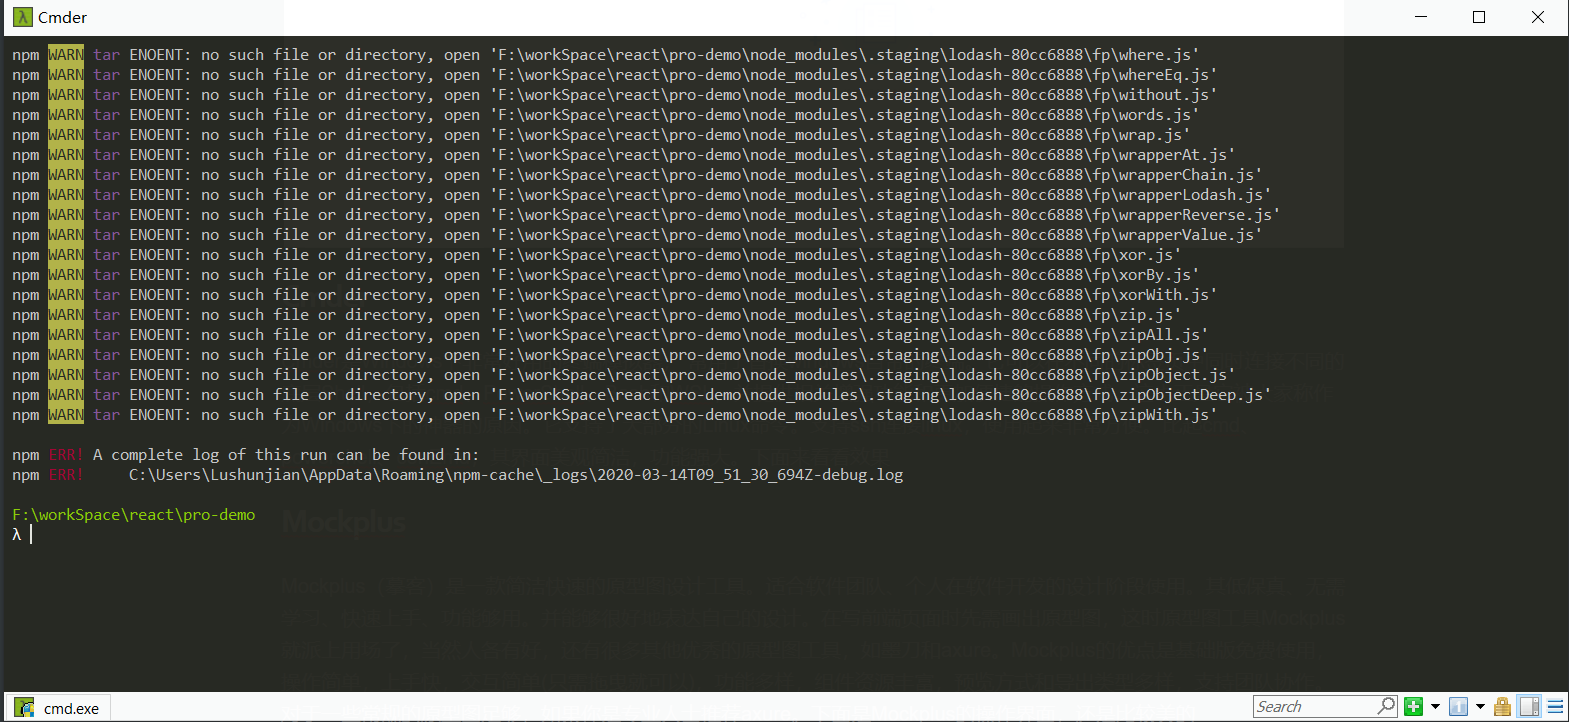 Cmder
npm WARN tar ENOENT: no such file or directory, open 'F:\workSpace\react\pro-demo\node_modules\.staging\lodash-80cc6888\fp\where.js'
npm WARN tar ENOENT: no such file or directory, open 'F:\workSpace\react\pro-demo\node_modules\.staging\lodash-80cc6888\fp\whereEq.js'
npm WARN tar ENOENT: no such file or directory, open 'F:\workSpace\react\pro-demo\node_modules\.staging\lodash-80cc6888\fp\without.js'
npm WARN tar ENOENT: no such file or directory, open 'F:\workSpace\react\pro-demo\node_modules\.staging\lodash-80cc6888\fp\words.js'
npm WARN tar ENOENT: no such file or directory, open 'F:\workSpace\react\pro-demo\node_modules\.staging\lodash-80cc6888\fp\wrap.js'
npm WARN tar ENOENT: no such file or directory, open 'F:\workSpace\react\pro-demo\node_modules\.staging\lodash-80cc6888\fp\wrapperAt.js'
npm WARN tar ENOENT: no such file or directory, open 'F:\workSpace\react\pro-demo\node_modules\.staging\lodash-80cc6888\fp\wrapperChain.js'
npm WARN tar ENOENT: no such file or directory, open 'F:\workSpace\react\pro-demo\node_modules\.staging\lodash-80cc6888\fp\wrapperLodash.js'
npm WARN tar ENOENT: no such file or directory, open 'F:\workSpace\react\pro-demo\node_modules\.staging\lodash-80cc6888\fp\wrapperReverse.js'
npm WARN tar ENOENT: no such file or directory, open 'F:\workSpace\react\pro-demo\node_modules\.staging\lodash-80cc6888\fp\wrapperValue.js'
npm WARN tar ENOENT: no such file or directory, open 'F:\workSpace\react\pro-demo\node_modules\.staging\lodash-80cc6888\fp\xor.js'
npm WARN tar ENOENT: no such file or directory, open 'F:\workSpace\react\pro-demo\node_modules\.staging\lodash-80cc6888\fp\xorBy.js'
npm WARN tar ENOENT: no such file or directory, open 'F:\workSpace\react\pro-demo\node_modules\.staging\lodash-80cc6888\fp\xorWith.js'
npm WARN tar ENOENT: no such file or directory, open 'F:\workSpace\react\pro-demo\node_modules\.staging\lodash-80cc6888\fp\zip.js'
npm WARN tar ENOENT: no such file or directory, open 'F:\workSpace\react\pro-demo\node_modules\.staging\lodash-80cc6888\fp\zipAll.js'
npm WARN tar ENOENT: no such file or directory, open 'F:\workSpace\react\pro-demo\node_modules\.staging\lodash-80cc6888\fp\zipObj.js'
npm WARN tar ENOENT: no such file or directory, open 'F:\workSpace\react\pro-demo\node_modules\.staging\lodash-80cc6888\fp\zipObject.js'
npm WARN tar ENOENT: no such file or directory, open 'F:\workSpace\react\pro-demo\node_modules\.staging\lodash-80cc6888\fp\zipObjectDeep.js'
npm WARN tar ENOENT: no such file or directory, open 'F:\workSpace\react\pro-demo\node_modules\.staging\lodash-80cc6888\fp\zipWith.js'
npm ERR! A complete log of this run can be found in:
npm ERR!     C:\Users\Lushunjian\AppData\Roaming\npm-cache\_logs\2020-03-14T09_51_30_694Z-debug.log
F:\workSpace\react\pro-demo
Mockplus
λ
cmd.exe
Search